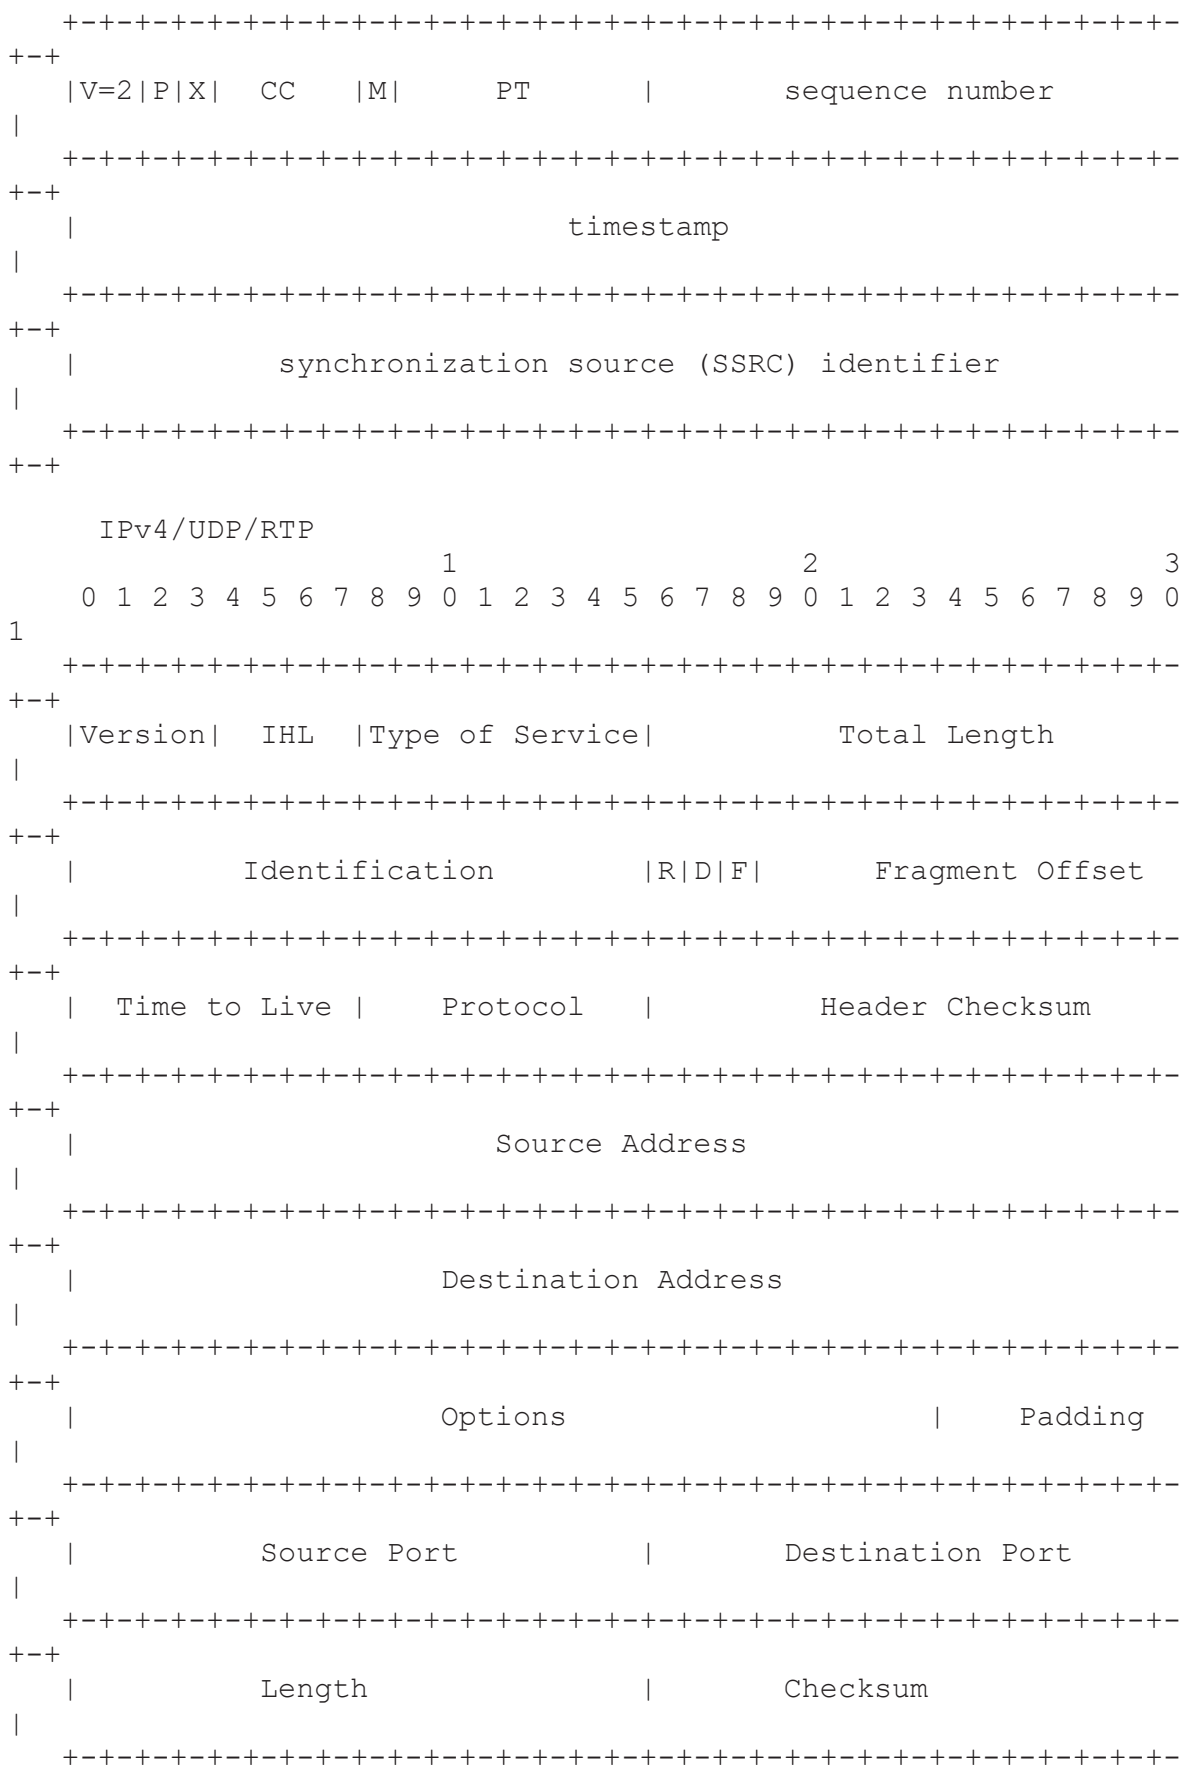 +-+-+-+-+-+-+-+-+-+-+-+-+-+-+-+-+-+-+-+-+-+-+-+-+-+-+-+-+-+-+-
+-+
   |V=2|P|X|  CC   |M|     PT      |       sequence number
|
   +-+-+-+-+-+-+-+-+-+-+-+-+-+-+-+-+-+-+-+-+-+-+-+-+-+-+-+-+-+-+-
+-+
   |                           timestamp
|
   +-+-+-+-+-+-+-+-+-+-+-+-+-+-+-+-+-+-+-+-+-+-+-+-+-+-+-+-+-+-+-
+-+
   |           synchronization source (SSRC) identifier
|
   +-+-+-+-+-+-+-+-+-+-+-+-+-+-+-+-+-+-+-+-+-+-+-+-+-+-+-+-+-+-+-
+-+

     IPv4/UDP/RTP
                        1                   2                   3
    0 1 2 3 4 5 6 7 8 9 0 1 2 3 4 5 6 7 8 9 0 1 2 3 4 5 6 7 8 9 0
1
   +-+-+-+-+-+-+-+-+-+-+-+-+-+-+-+-+-+-+-+-+-+-+-+-+-+-+-+-+-+-+-
+-+
   |Version|  IHL  |Type of Service|          Total Length
|
   +-+-+-+-+-+-+-+-+-+-+-+-+-+-+-+-+-+-+-+-+-+-+-+-+-+-+-+-+-+-+-
+-+
   |         Identification        |R|D|F|      Fragment Offset
|
   +-+-+-+-+-+-+-+-+-+-+-+-+-+-+-+-+-+-+-+-+-+-+-+-+-+-+-+-+-+-+-
+-+
   |  Time to Live |    Protocol   |         Header Checksum
|
   +-+-+-+-+-+-+-+-+-+-+-+-+-+-+-+-+-+-+-+-+-+-+-+-+-+-+-+-+-+-+-
+-+
   |                       Source Address
|
   +-+-+-+-+-+-+-+-+-+-+-+-+-+-+-+-+-+-+-+-+-+-+-+-+-+-+-+-+-+-+-
+-+
   |                    Destination Address
|
   +-+-+-+-+-+-+-+-+-+-+-+-+-+-+-+-+-+-+-+-+-+-+-+-+-+-+-+-+-+-+-
+-+
   |                    Options                    |    Padding
|
   +-+-+-+-+-+-+-+-+-+-+-+-+-+-+-+-+-+-+-+-+-+-+-+-+-+-+-+-+-+-+-
+-+
   |          Source Port          |       Destination Port
|
   +-+-+-+-+-+-+-+-+-+-+-+-+-+-+-+-+-+-+-+-+-+-+-+-+-+-+-+-+-+-+-
+-+
   |          Length               |       Checksum
|
   +-+-+-+-+-+-+-+-+-+-+-+-+-+-+-+-+-+-+-+-+-+-+-+-+-+-+-+-+-+-+-